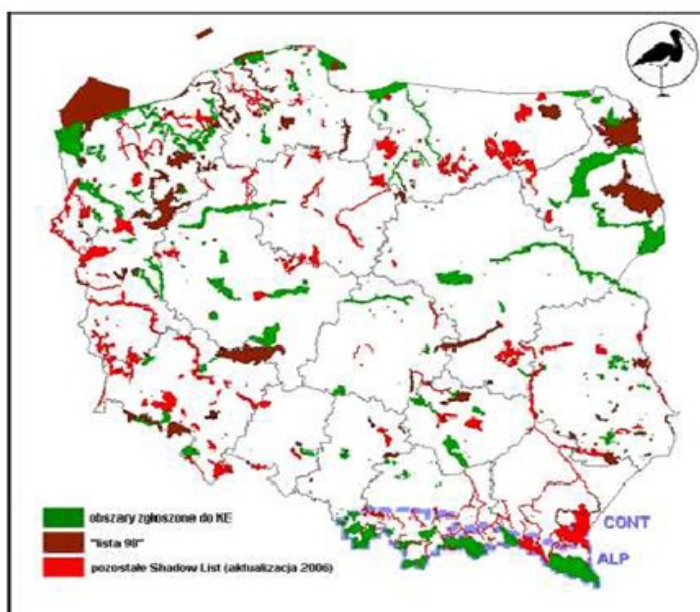 CONT
ALP
obszary zgłoszone do KE
"lista 98"
pozostałe Shadow List (aktualizacja 2006)